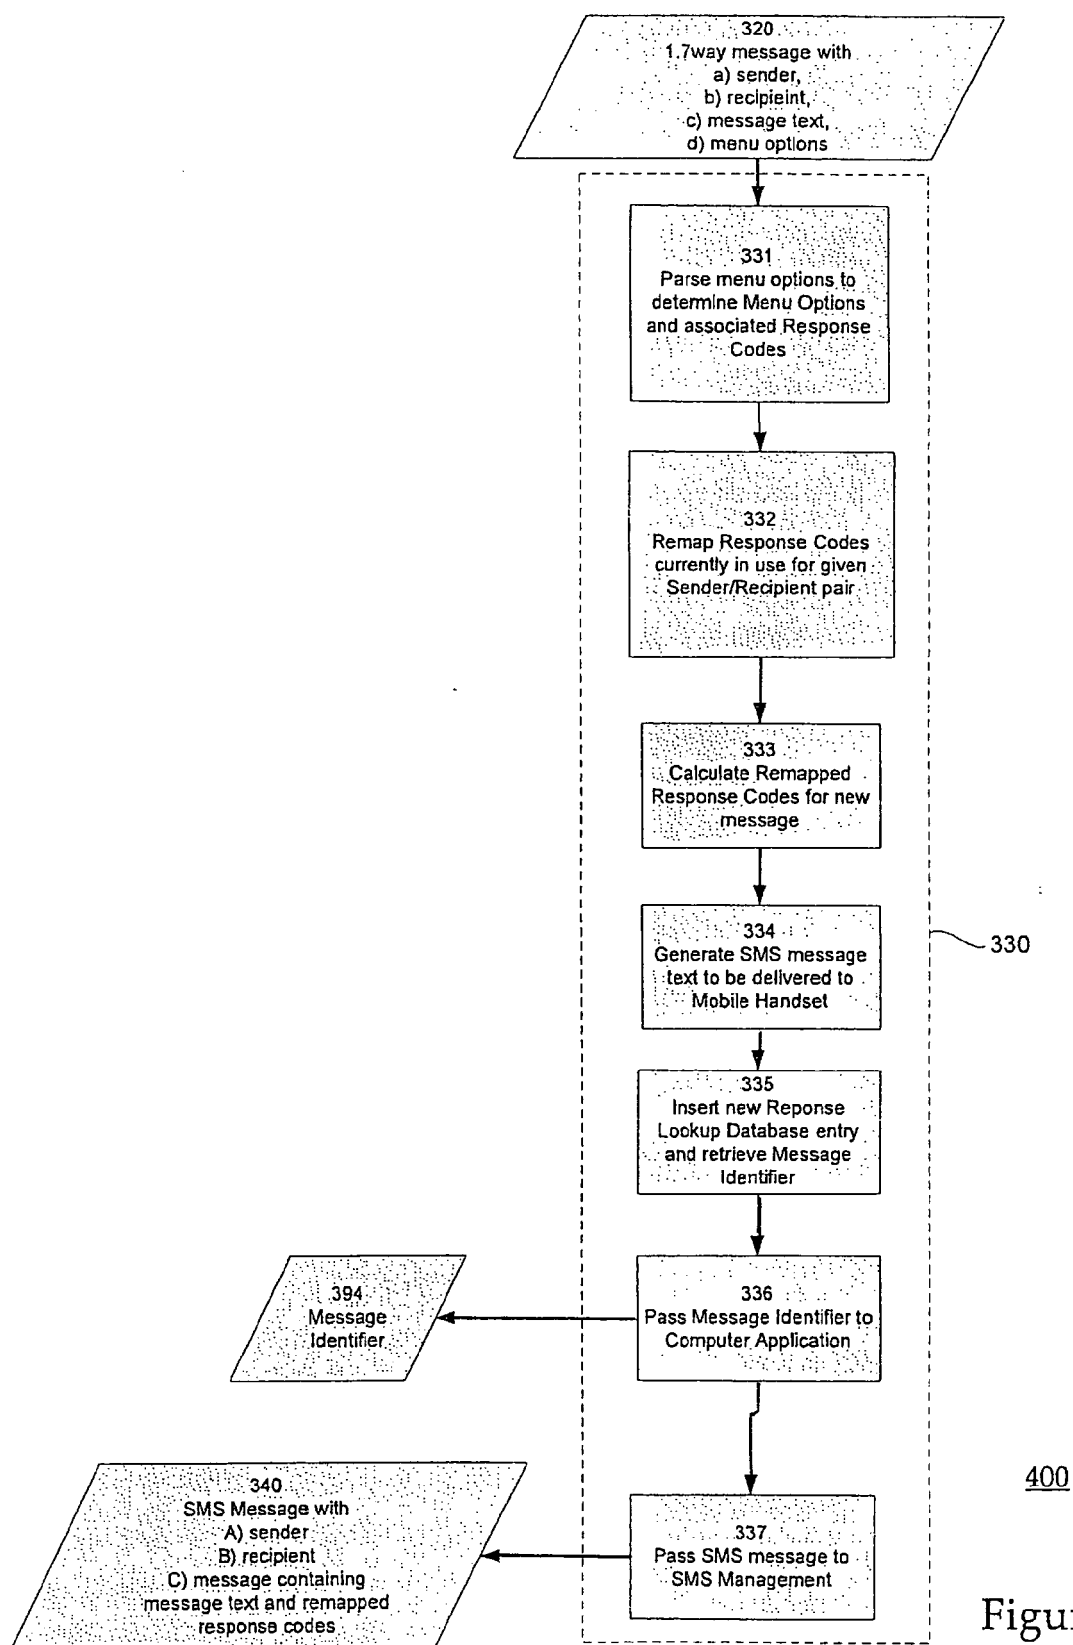 320
1.7way message with
a) sender,
b) recipieint,
c) message text,
d) menu options
331
Parse menu options to
determine Menu Options
and associated Response
Codes
332
Remap Response Codes
currently in use for given
Sender/Recipient pair
333
Calculate Remapped
Response Codes for new
message
334
Generate SMS message
text to be delivered to
Mobile Handset
330
335
Insert new Reponse
Lookup Database entry
and retrieve Message
Identifier
394
Message
Identifier
336
Pass Message Identifier to
Computer Application
340
SMS Message with
A) sender
B) recipient
C) message containing
message text and remapped
response codes
337
Pass SMS message to
SMS Management
400